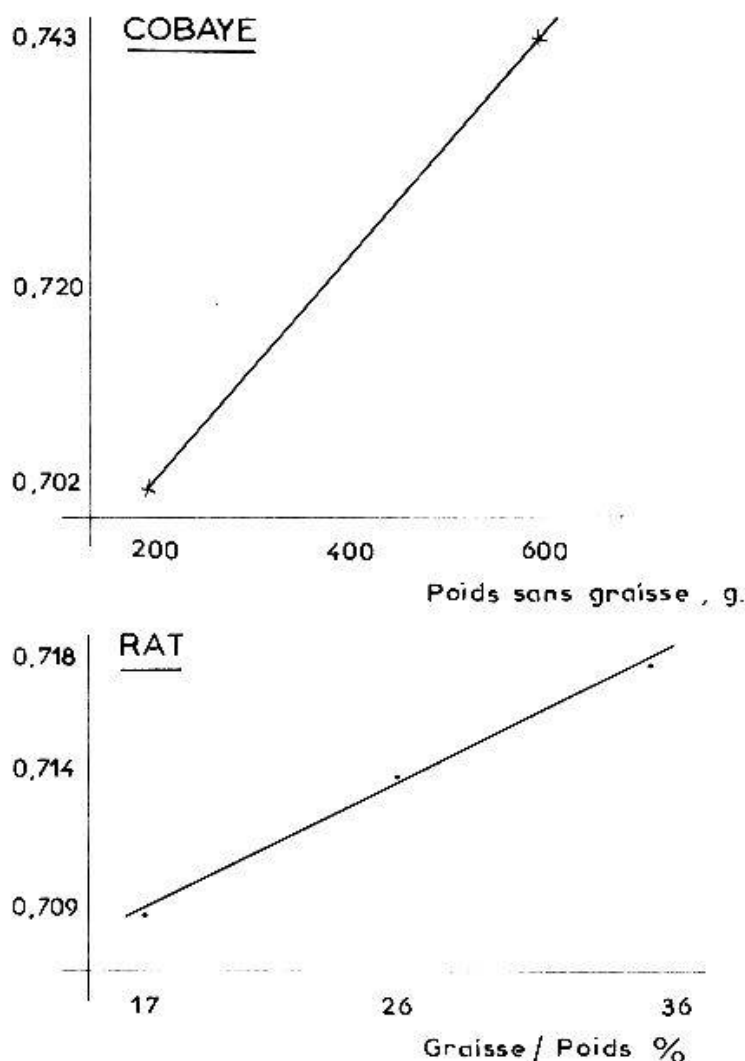 0,743 COBAYE
0,720
0,702
200 400 600
Poids sans graisse, g.
0,718 RAT
0,714
0,709
17 26 36
Graisse / Poids %